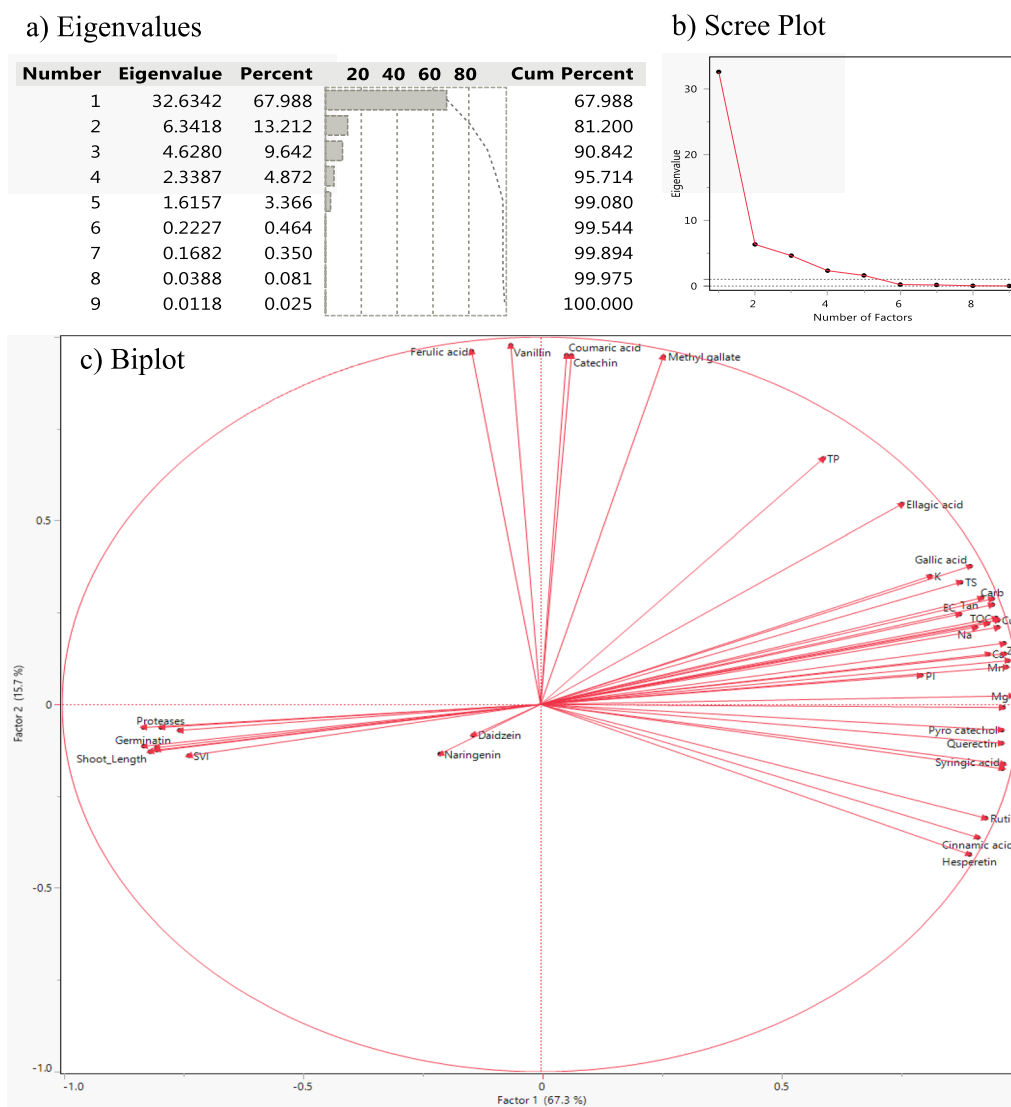 a) Eigenvalues
Number Eigenvalue Percent 20 40 60 80 Cum Percent
1 32.6342 67.988 67.988
2 6.3418 13.212 81.200
3 4.6280 9.642 90.842
4 2.3387 4.872 95.714
5 1.6157 3.366 99.080
6 0.2227 0.464 99.544
7 0.1682 0.350 99.894
8 0.0388 0.081 99.975
9 0.0118 0.025 100.000
b) Scree Plot
30
20
10
0
Eigenvalue
2 4 6 8
Number of Factors
c) Biplot
Ferulic acid
Vanillin
Coumaric acid
Catechin
Methyl gallate
TP
Ellagic acid
Gallic acid
K
TS
Carb
Tan
EC
TOC
Na
Ca
Mn
Pi
Mg
Pyro catechol
Querectin
Syringic acid
Ruti
Cinnamic acid
Hesperetin
Proteases
Germinatin
Shoot_Length
SVI
Daidzein
Naringenin
0.5
0
-0.5
-1.0
Factor 2 (15.7 %)
-1.0 -0.5 0 0.5
Factor 1 (67.3 %)